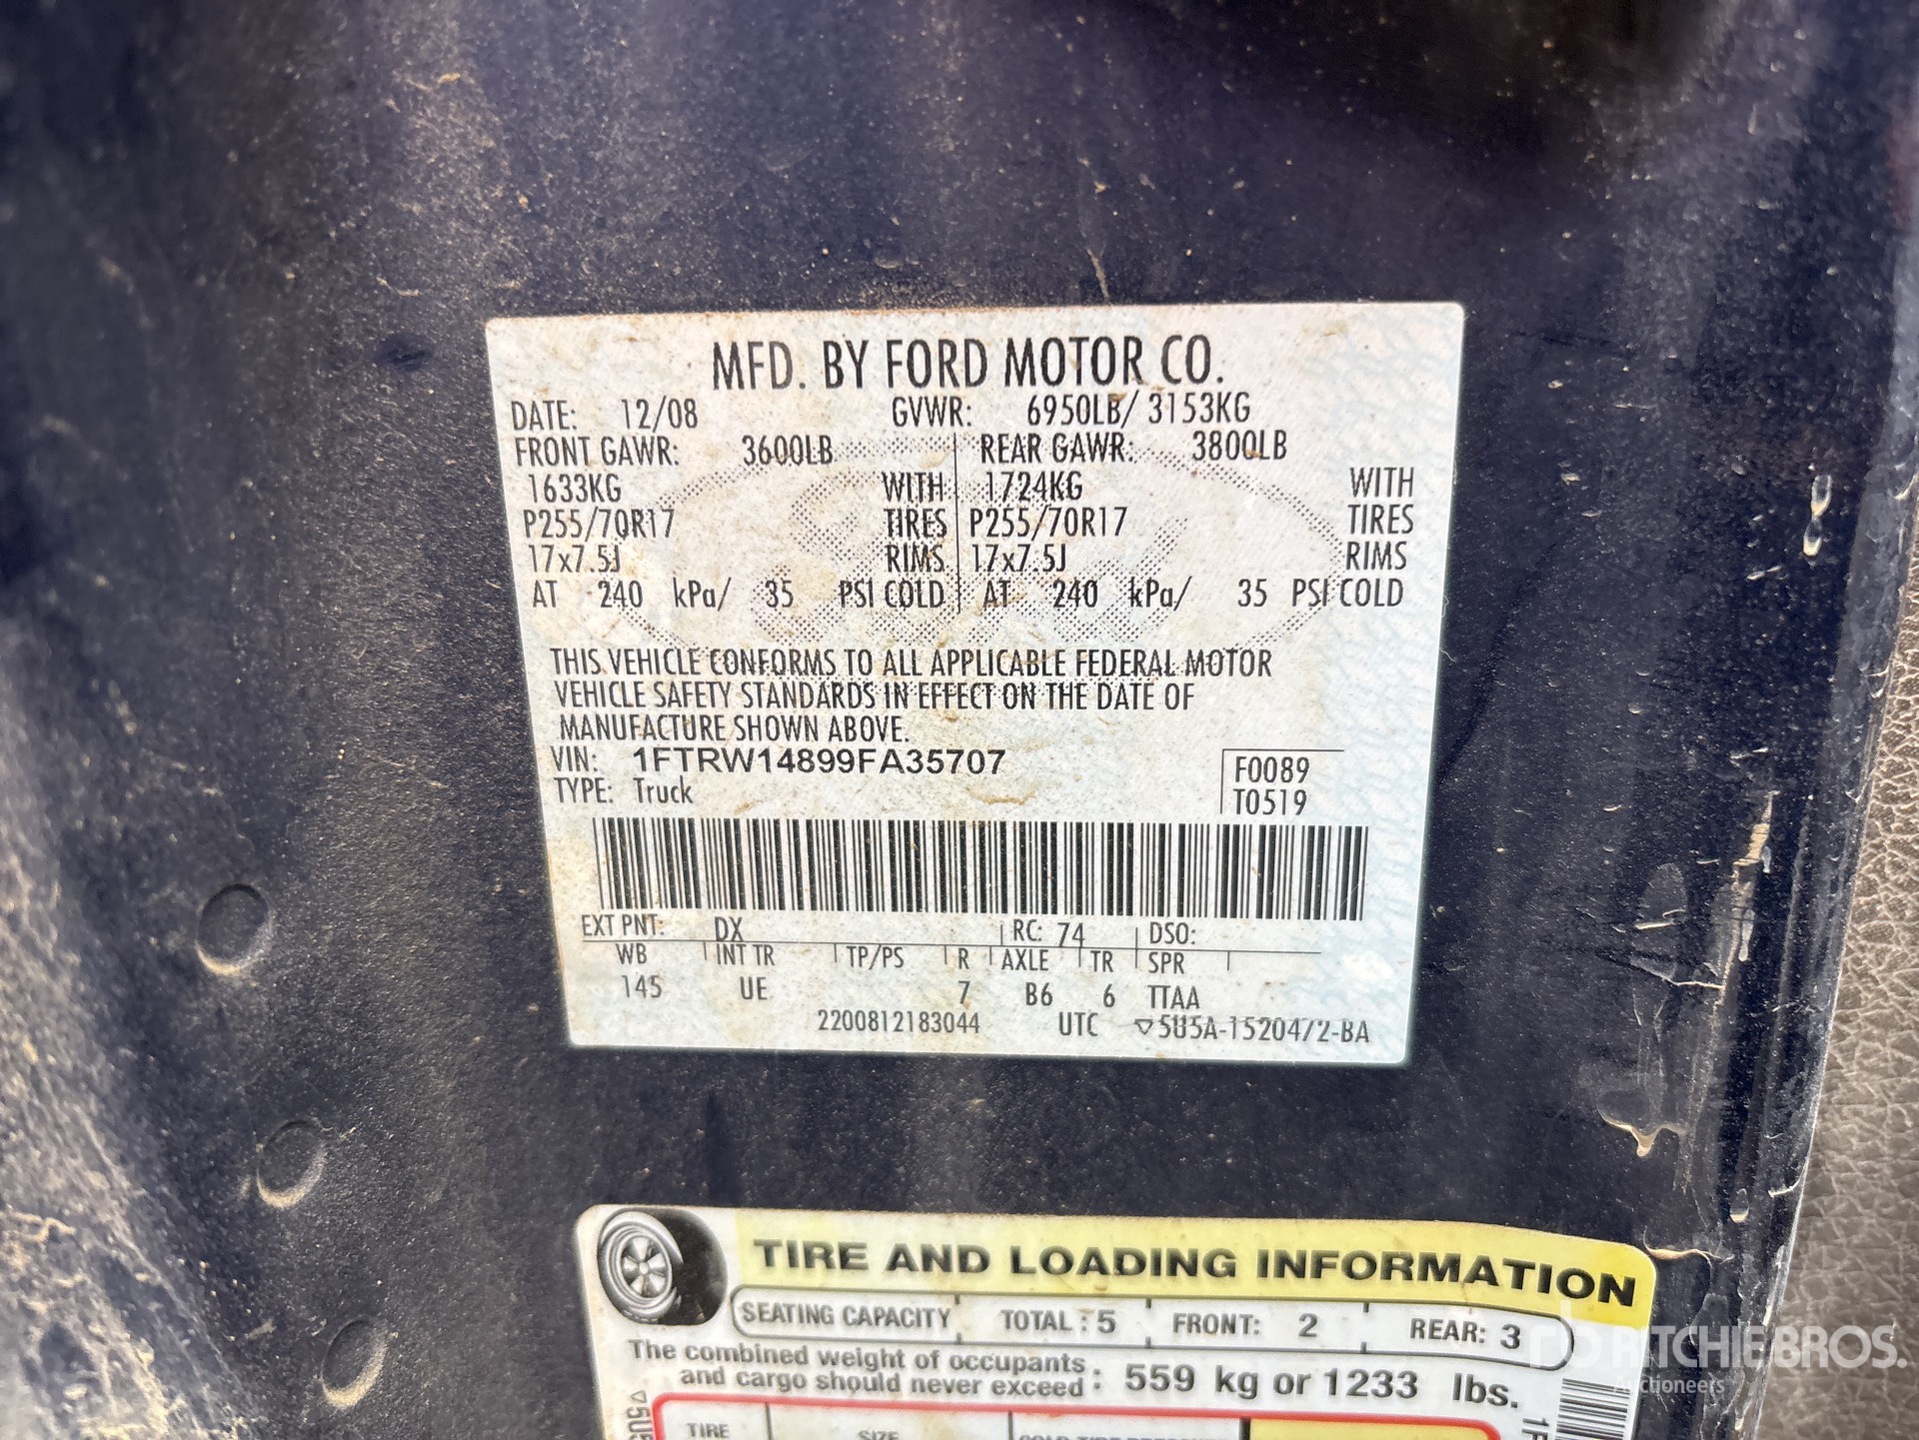 MFD. BY FORD MOTOR CO.
DATE: 12/08 GVWR: 6950LB/ 3153KG
FRONT GAWR: 3600LB REAR GAWR: 3800LB
1633KG WITH 1724KG WITH
P255/70R17 TIRES P255/70R17 TIRES
17x7.5J RIMS 17x7.5J RIMS
AT 240 kPa/ 35 PSI COLD AT 240 kPa/ 35 PSI COLD
THIS VEHICLE CONFORMS TO ALL APPLICABLE FEDERAL MOTOR
VEHICLE SAFETY STANDARDS IN EFFECT ON THE DATE OF
MANUFACTURE SHOWN ABOVE.
VIN: 1FTRW14899FA35707
TYPE: Truck
F0089
T0519
EXT PNT: DX RC: 74 DSO:
WB INT TR TP/PS R AXLE TR SPR
145 UE 7 B6 6 TTAA
2200812183044 UTC ▽5U5A-1520472-BA
TIRE AND LOADING INFORMATION
SEATING CAPACITY TOTAL : 5 FRONT: 2 REAR: 3
The combined weight of occupants
and cargo should never exceed : 559 kg or 1233 lbs.
TIRE SIZE
RITCHIE BROS.
Auctioneers